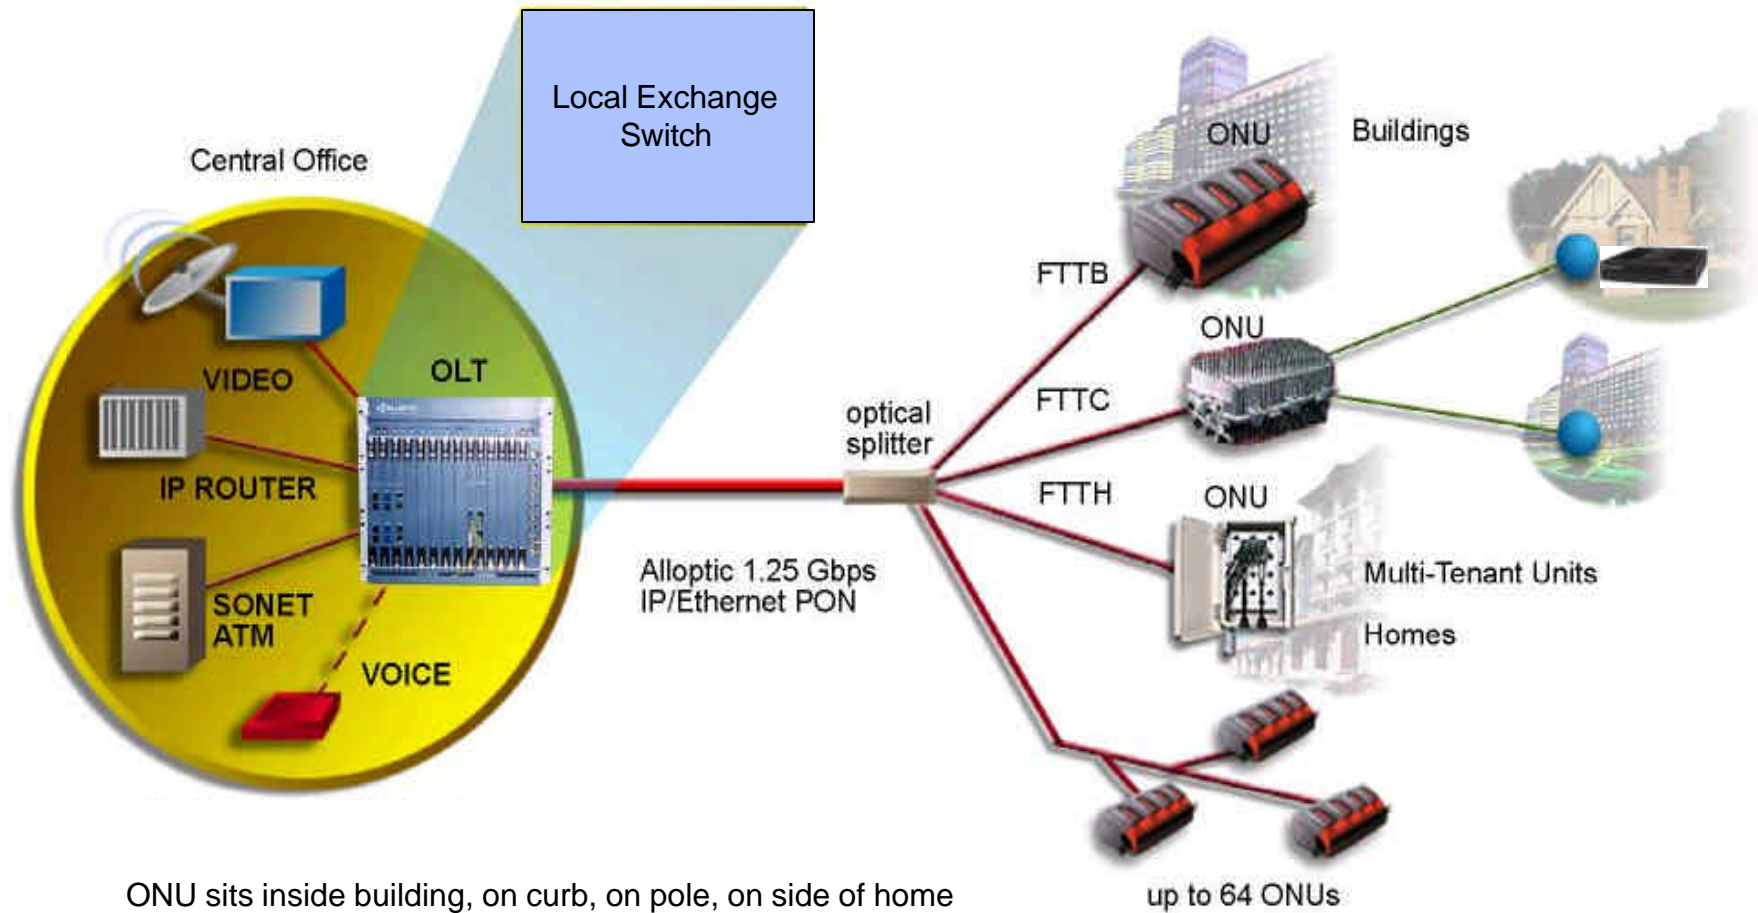 Local Exchange
Switch
Central Office
VIDEO
OLT
IP ROUTER
SONET
ATM
VOICE
optical
splitter
Alloptic 1.25 Gbps
IP/Ethernet PON
FTTB
FTTC
FTTH
ONU
Buildings
ONU
ONU
Multi-Tenant Units
Homes
up to 64 ONUs
ONU sits inside building, on curb, on pole, on side of home